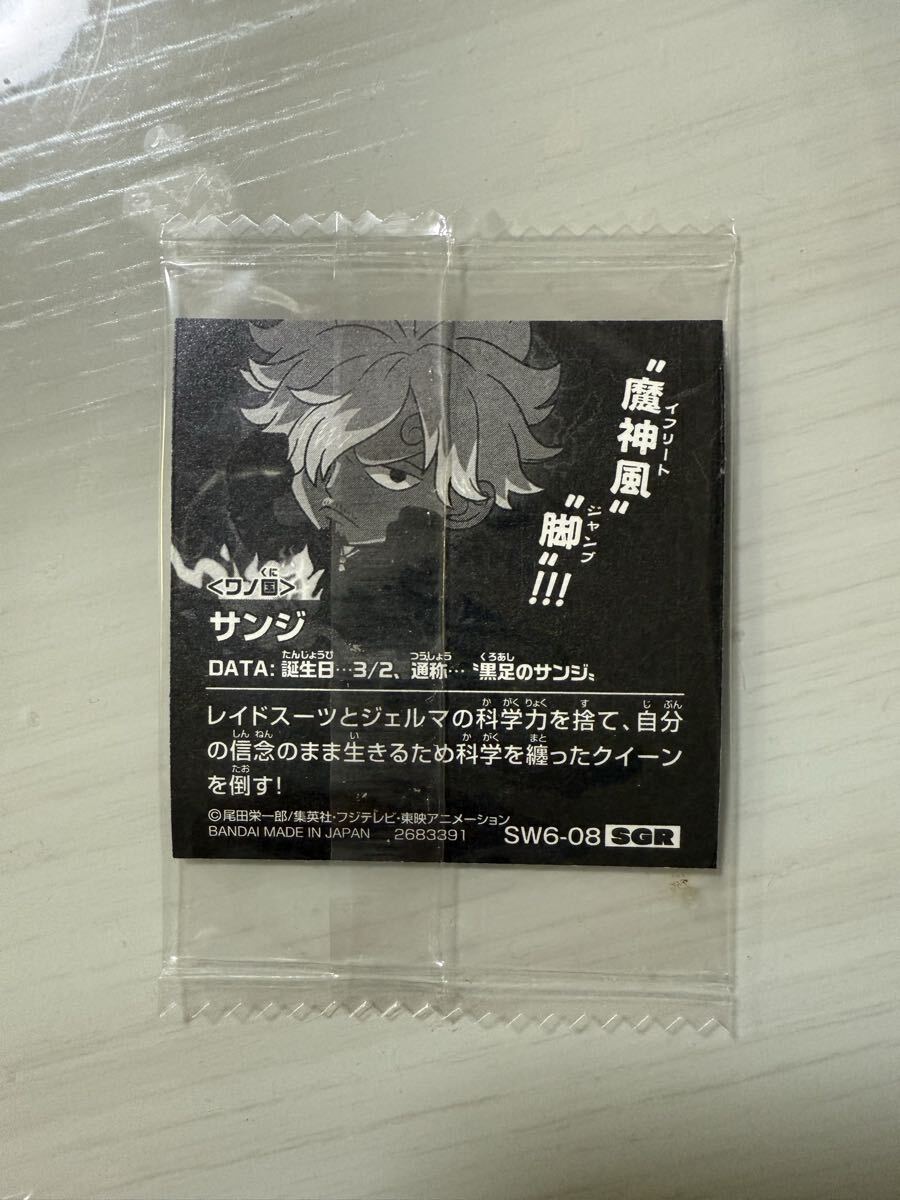 〝魔神風〟
イフリート
〝脚〟!!!
ジャンブ
くに
<ワノ国>
サンジ
たんじょうび つうしょう くろあし
DATA: 誕生日…3/2、通称…〝黒足のサンジ〟
か がくりょく す じ ぶん
レイドスーツとジェルマの科学力を捨て、自分
しん ねん い か がく まと
の信念のまま生きるため科学を纏ったクイーン
たお
を倒す!
©尾田栄一郎/集英社・フジテレビ・東映アニメーション
BANDAI MADE IN JAPAN 2683391 SW6-08 SGR